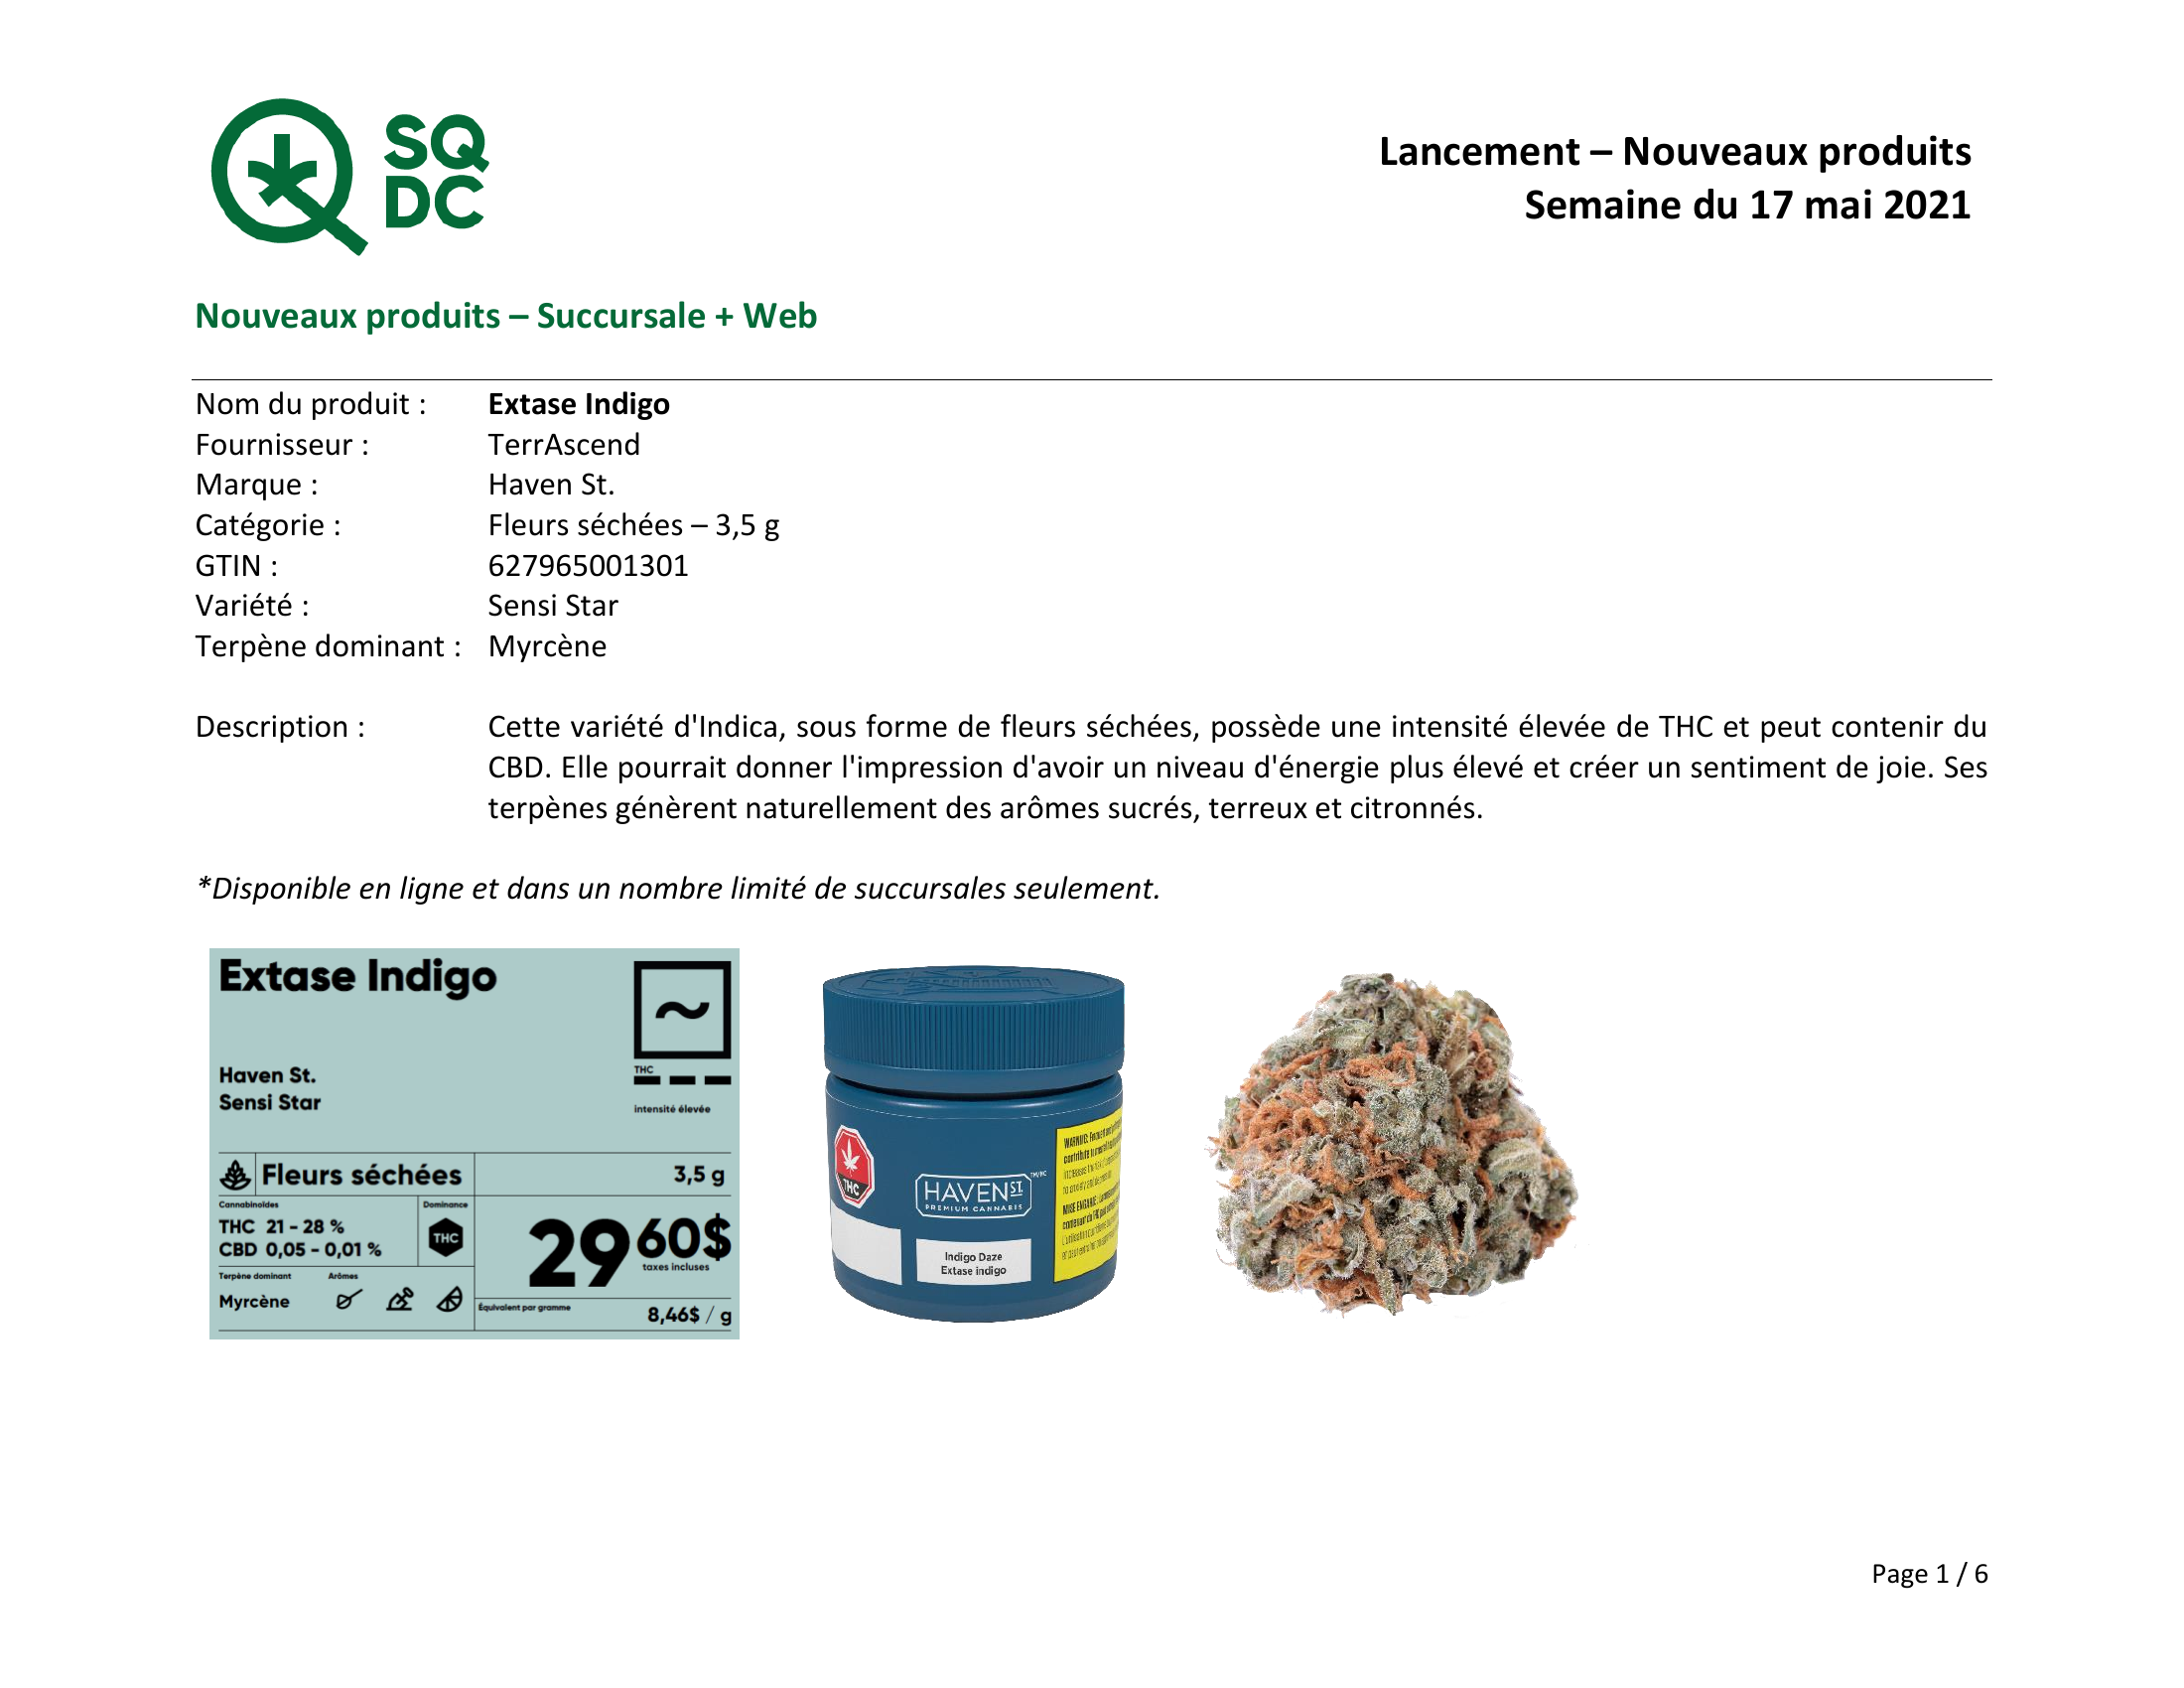 SQ
DC
Lancement – Nouveaux produits
Semaine du 17 mai 2021
Nouveaux produits – Succursale + Web
Nom du produit : Extase Indigo
Fournisseur : TerrAscend
Marque : Haven St.
Catégorie : Fleurs séchées – 3,5 g
GTIN : 627965001301
Variété : Sensi Star
Terpène dominant : Myrcène
Description : Cette variété d'Indica, sous forme de fleurs séchées, possède une intensité élevée de THC et peut contenir du
CBD. Elle pourrait donner l'impression d'avoir un niveau d'énergie plus élevé et créer un sentiment de joie. Ses
terpènes génèrent naturellement des arômes sucrés, terreux et citronnés.
*Disponible en ligne et dans un nombre limité de succursales seulement.
Extase Indigo
Haven St.
Sensi Star
THC
intensité élevée
Fleurs séchées 3,5 g
Cannabinoïdes Dominance
THC 21 - 28 %
CBD 0,05 - 0,01 %
THC
29 60$
taxes incluses
Terpène dominant Arômes
Myrcène
Équivalent par gramme
8,46$ / g
THC
HAVEN ST.
PREMIUM CANNABIS
Indigo Daze
Extase indigo
WARNING:
contribute to
MISE EN GARDE :
Page 1 / 6